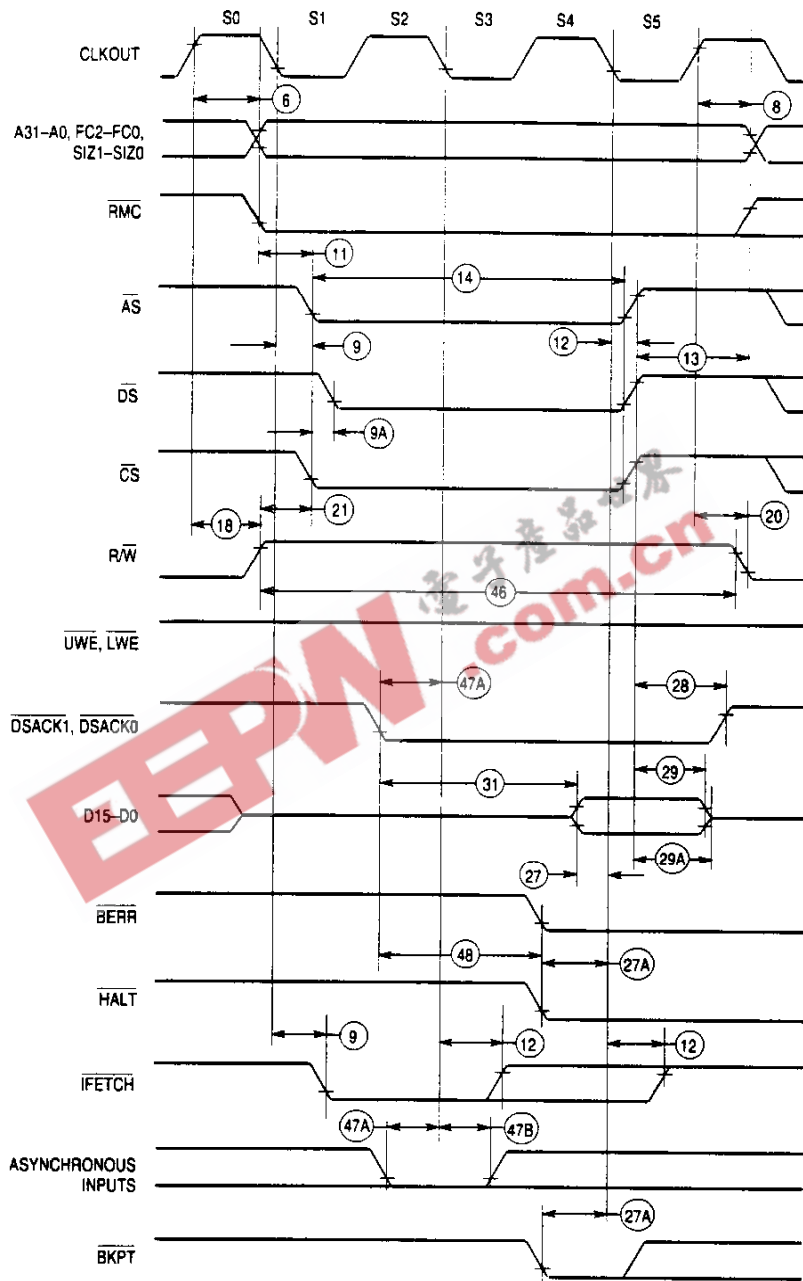 S0 S1 S2 S3 S4 S5
CLKOUT
6
8
A31–A0, FC2–FC0,
SIZ1–SIZ0
RMC
11
14
AS
9
12
13
DS
9A
CS
18
21
20
R/W
46
UWE, LWE
47A
28
DSACK1, DSACK0
31
29
D15–D0
27
29A
BERR
48
27A
HALT
9
12
12
IFETCH
47A
47B
ASYNCHRONOUS
INPUTS
27A
BKPT
EEPW.com.cn
電子產品世界